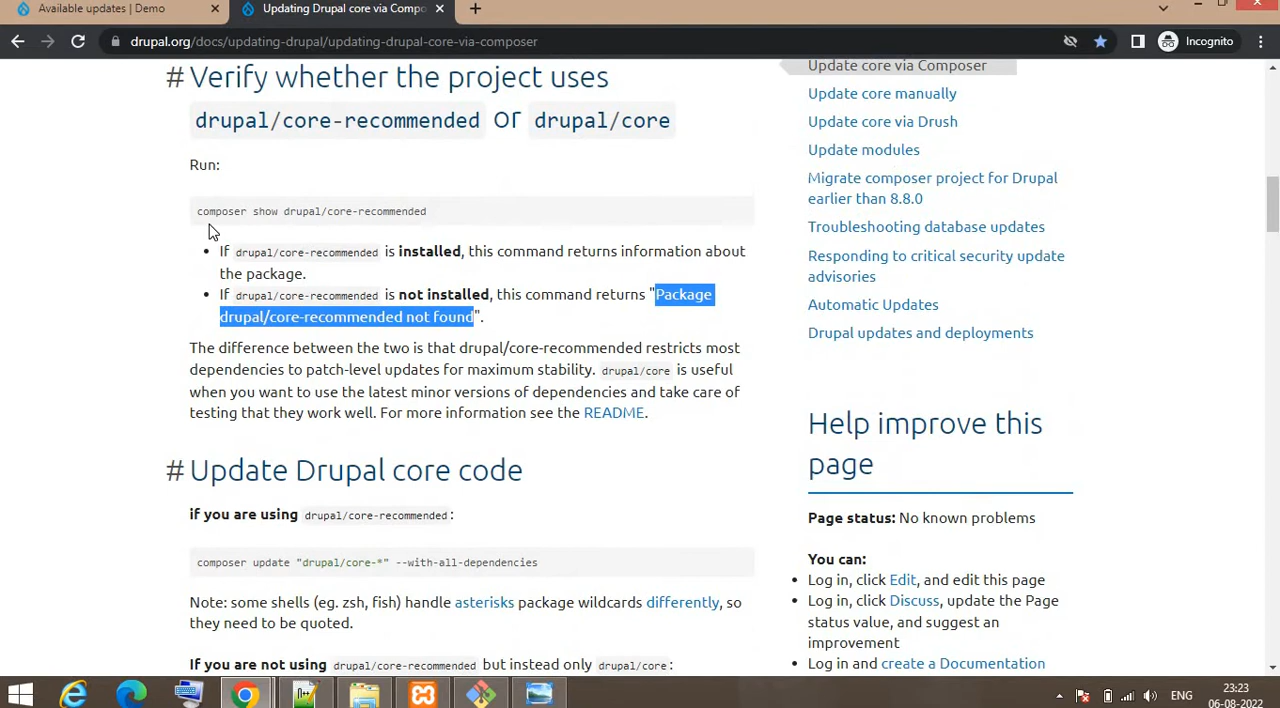 Available updates | Demo
Updating Drupal core via Compo
drupal.org/docs/updating-drupal/updating-drupal-core-via-composer
Incognito
# Verify whether the project uses
drupal/core-recommended or drupal/core
Run:
composer show drupal/core-recommended
• If drupal/core-recommended is installed, this command returns information about
the package.
• If drupal/core-recommended is not installed, this command returns "Package
drupal/core-recommended not found".
The difference between the two is that drupal/core-recommended restricts most
dependencies to patch-level updates for maximum stability. drupal/core is useful
when you want to use the latest minor versions of dependencies and take care of
testing that they work well. For more information see the README.
# Update Drupal core code
if you are using drupal/core-recommended:
composer update "drupal/core-*" --with-all-dependencies
Note: some shells (eg. zsh, fish) handle asterisks package wildcards differently, so
they need to be quoted.
If you are not using drupal/core-recommended but instead only drupal/core:
Update core via Composer
Update core manually
Update core via Drush
Update modules
Migrate composer project for Drupal
earlier than 8.8.0
Troubleshooting database updates
Responding to critical security update
advisories
Automatic Updates
Drupal updates and deployments
Help improve this
page
Page status: No known problems
You can:
• Log in, click Edit, and edit this page
• Log in, click Discuss, update the Page
status value, and suggest an
improvement
• Log in and create a Documentation
ENG
23:23
06-08-2022